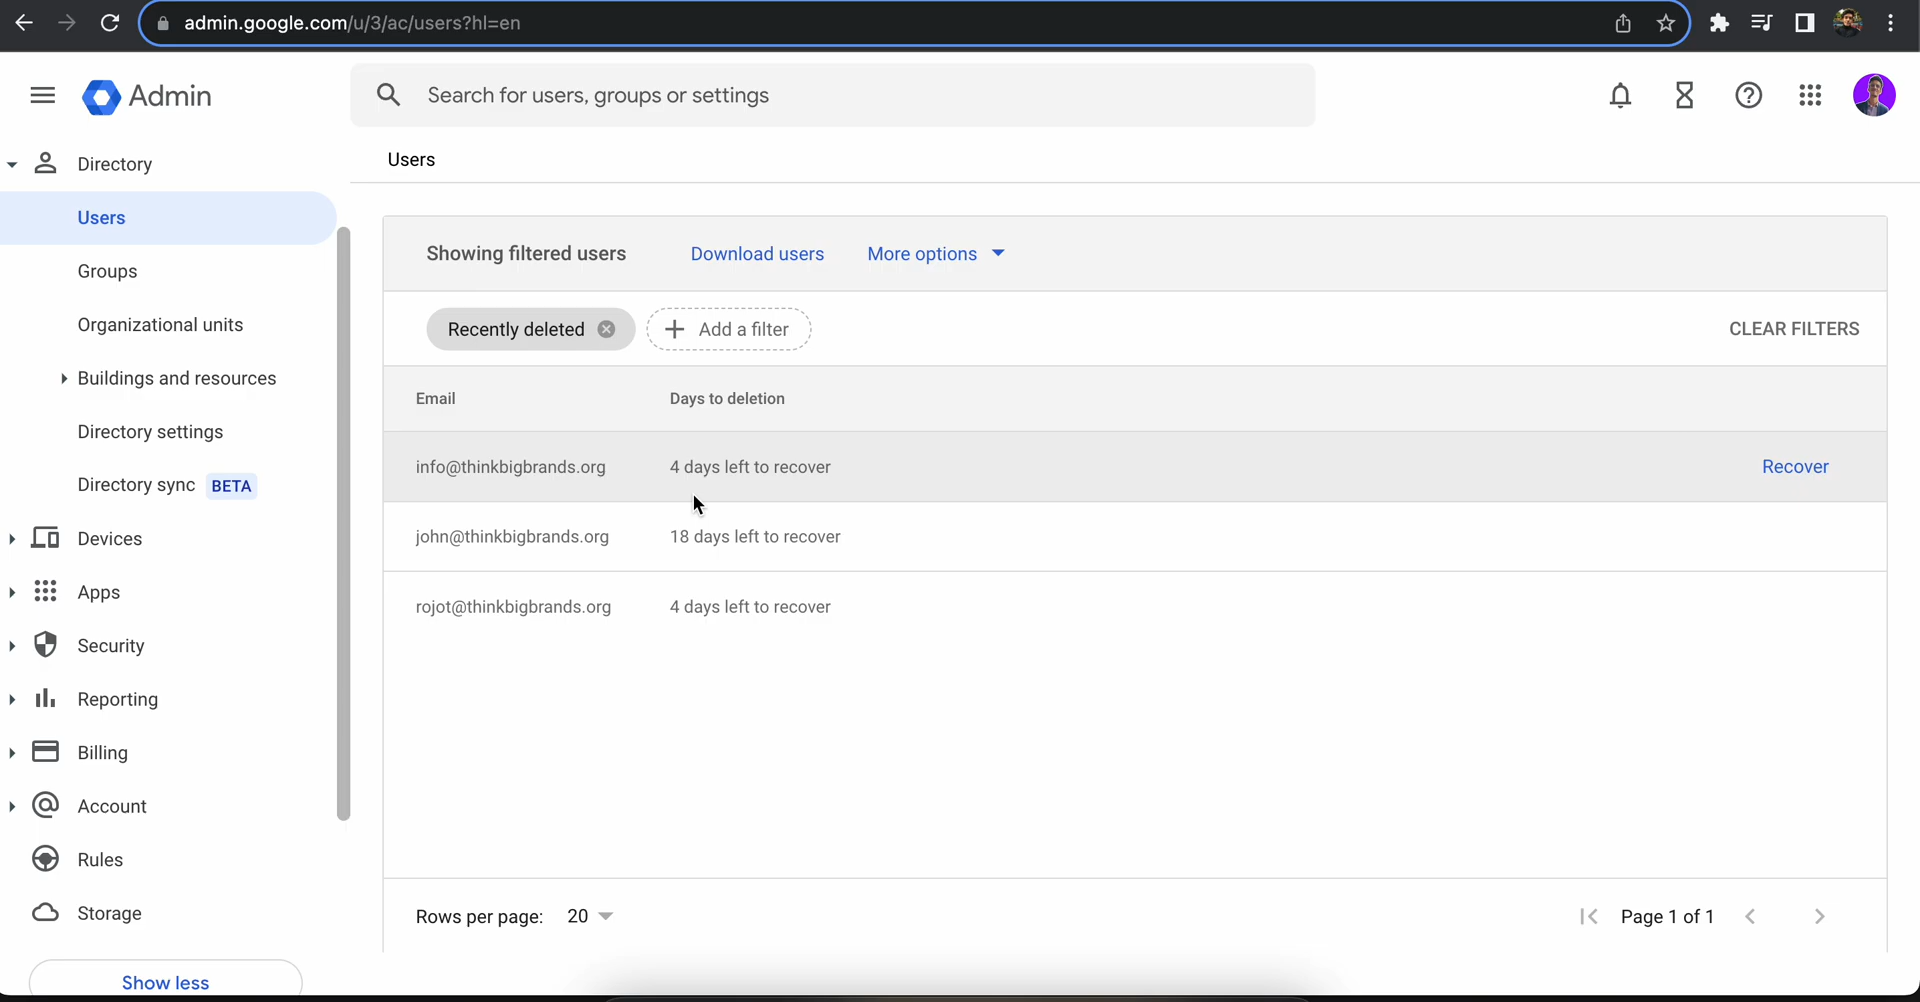 admin.google.com/u/3/ac/users?hl=en
Admin
Search for users, groups or settings
Directory
Users
Groups
Organizational units
Buildings and resources
Directory settings
Directory sync BETA
Devices
Apps
Security
Reporting
Billing
Account
Rules
Storage
Show less
Users
Showing filtered users Download users More options
Recently deleted Add a filter CLEAR FILTERS
Email Days to deletion
info@thinkbigbrands.org 4 days left to recover Recover
john@thinkbigbrands.org 18 days left to recover
rojot@thinkbigbrands.org 4 days left to recover
Rows per page: 20 Page 1 of 1